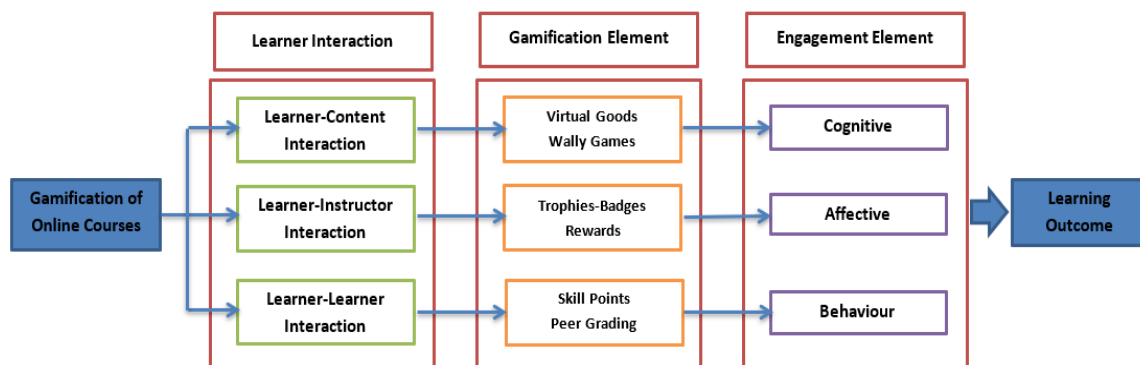 Learner Interaction
Gamification Element
Engagement Element
Gamification of
Online Courses
Learner-Content
Interaction
Virtual Goods
Wally Games
Cognitive
Learner-Instructor
Interaction
Trophies-Badges
Rewards
Affective
Learner-Learner
Interaction
Skill Points
Peer Grading
Behaviour
Learning
Outcome